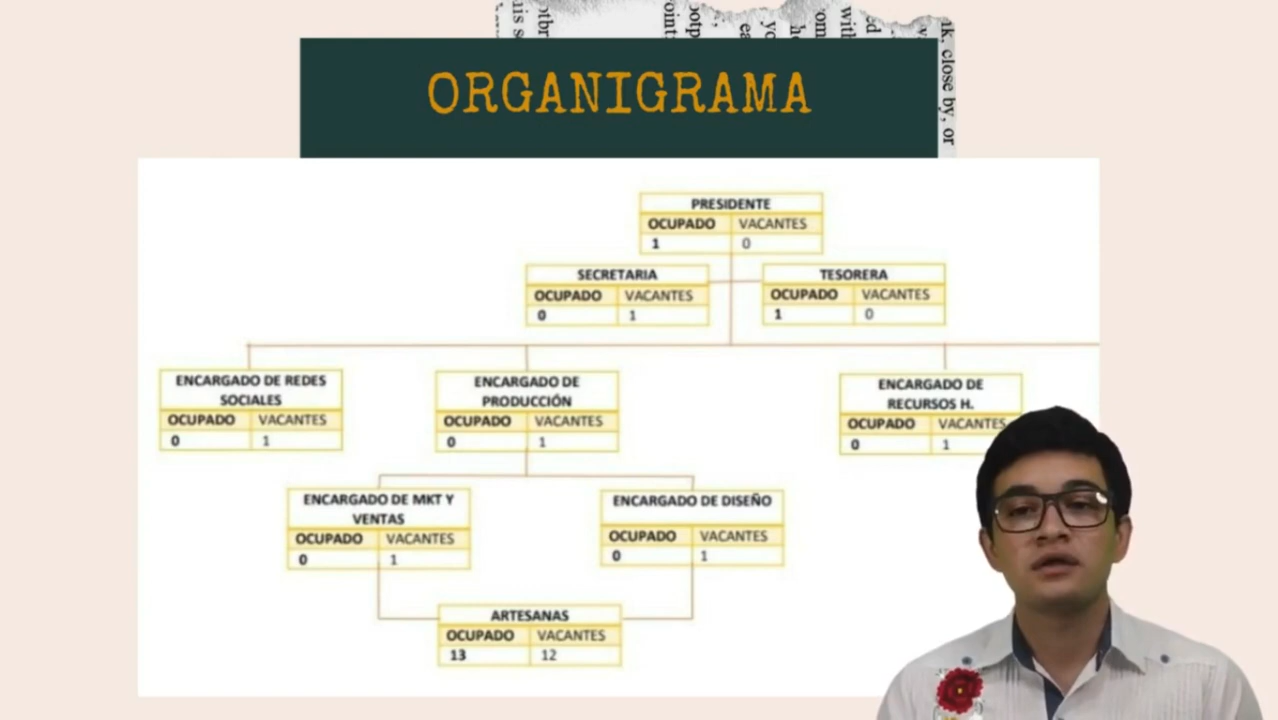 ORGANIGRAMA
k, close by, or
PRESIDENTE
OCUPADO VACANTES
1 0
SECRETARIA
OCUPADO VACANTES
0 1
TESORERA
OCUPADO VACANTES
1 0
ENCARGADO DE REDES
SOCIALES
OCUPADO VACANTES
0 1
ENCARGADO DE
PRODUCCIÓN
OCUPADO VACANTES
0 1
ENCARGADO DE
RECURSOS H.
OCUPADO VACANTES
0 1
ENCARGADO DE MKT Y
VENTAS
OCUPADO VACANTES
0 1
ENCARGADO DE DISEÑO
OCUPADO VACANTES
0 1
ARTESANAS
OCUPADO VACANTES
13 12